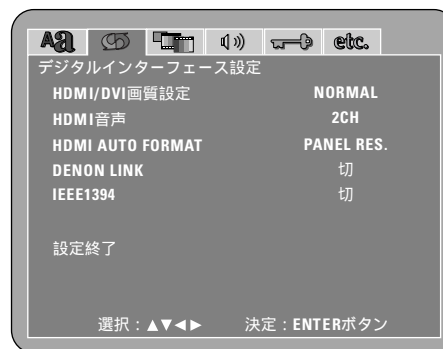 Aa etc.
デジタルインターフェース設定
HDMI/DVI画質設定 NORMAL
HDMI音声 2CH
HDMI AUTO FORMAT PANEL RES.
DENON LINK 切
IEEE1394 切
設定終了
選択：▲▼◀▶ 決定：ENTERボタン